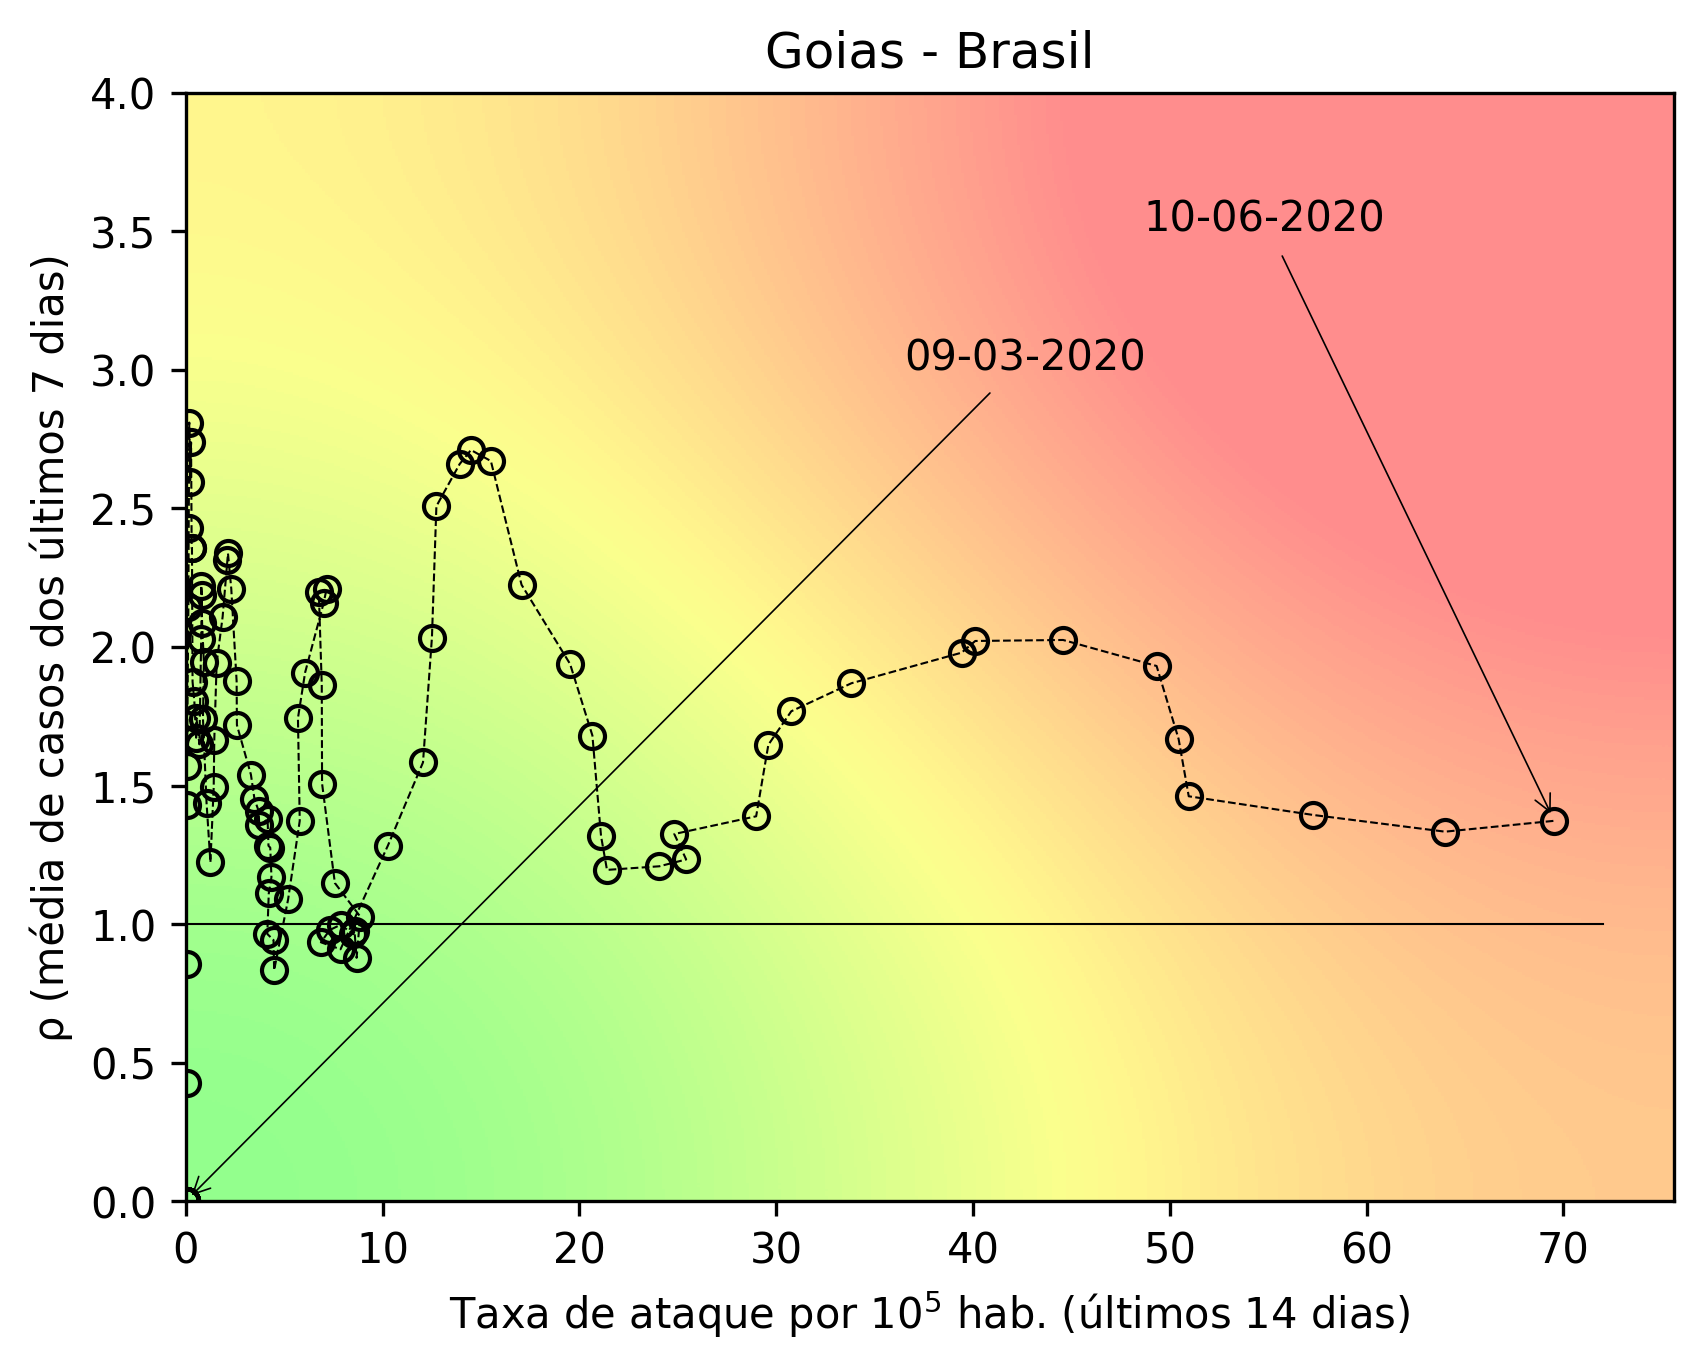 Goias - Brasil
4.0
3.5
3.0
2.5
2.0
1.5
1.0
0.5
0.0
ρ (média de casos dos últimos 7 dias)
10-06-2020
09-03-2020
0 10 20 30 40 50 60 70
Taxa de ataque por 10⁵ hab. (últimos 14 dias)